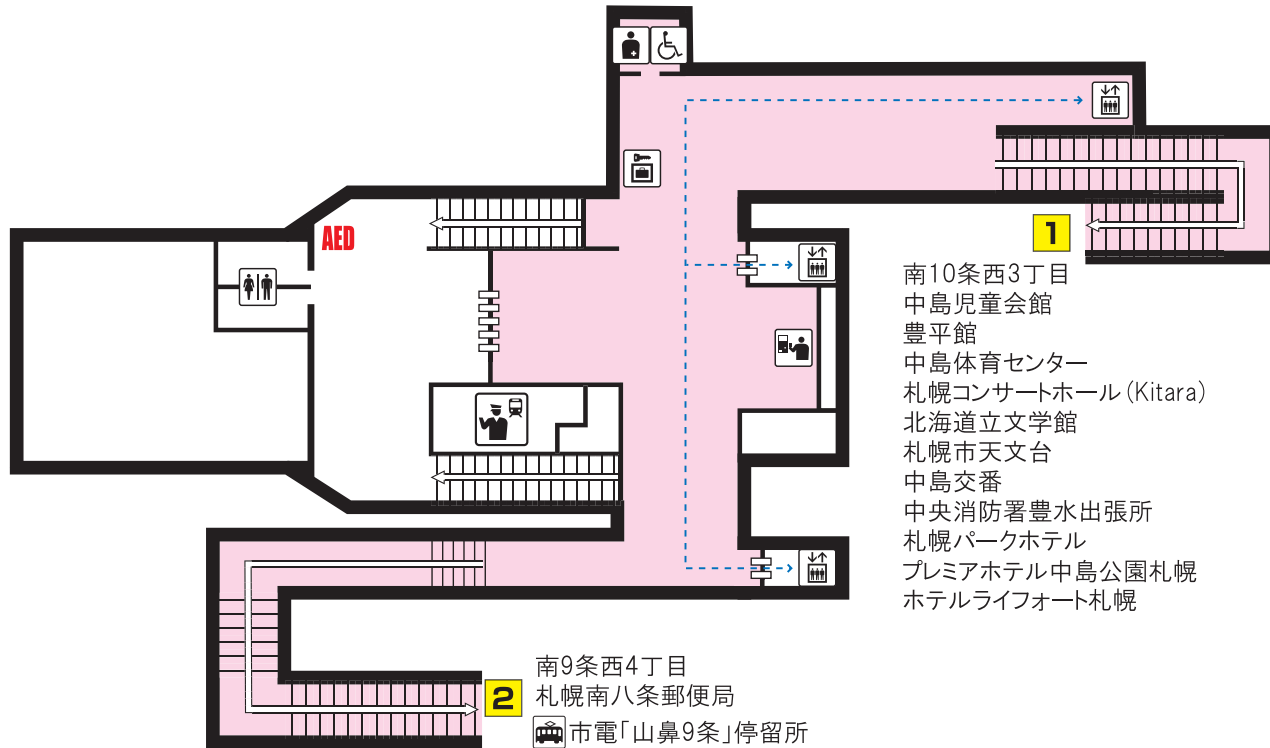 AED
1
南10条西3丁目
中島児童会館
豊平館
中島体育センター
札幌コンサートホール(Kitara)
北海道立文学館
札幌市天文台
中島交番
中央消防署豊水出張所
札幌パークホテル
プレミアホテル中島公園札幌
ホテルライフォート札幌
2
南9条西4丁目
札幌南八条郵便局
市電「山鼻9条」停留所